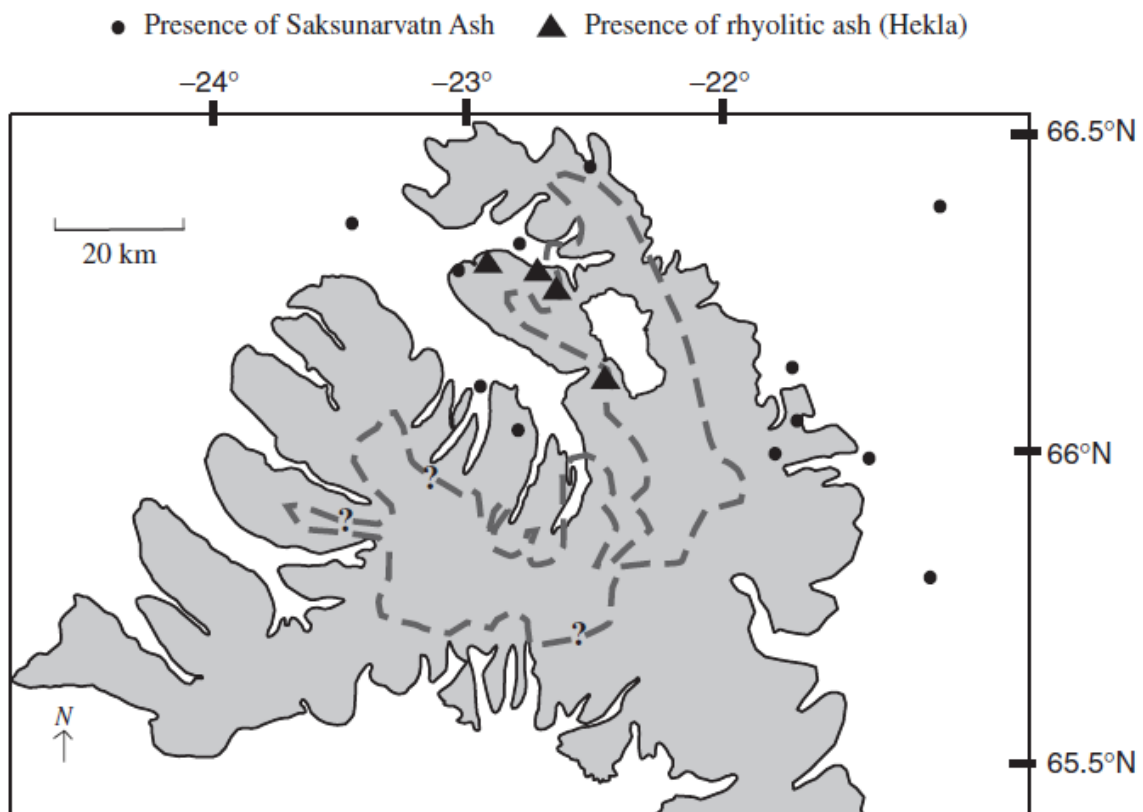 Presence of Saksunarvatn Ash Presence of rhyolitic ash (Hekla)
–24° –23° –22°
66.5°N
20 km
66°N
?
?
?
N
65.5°N